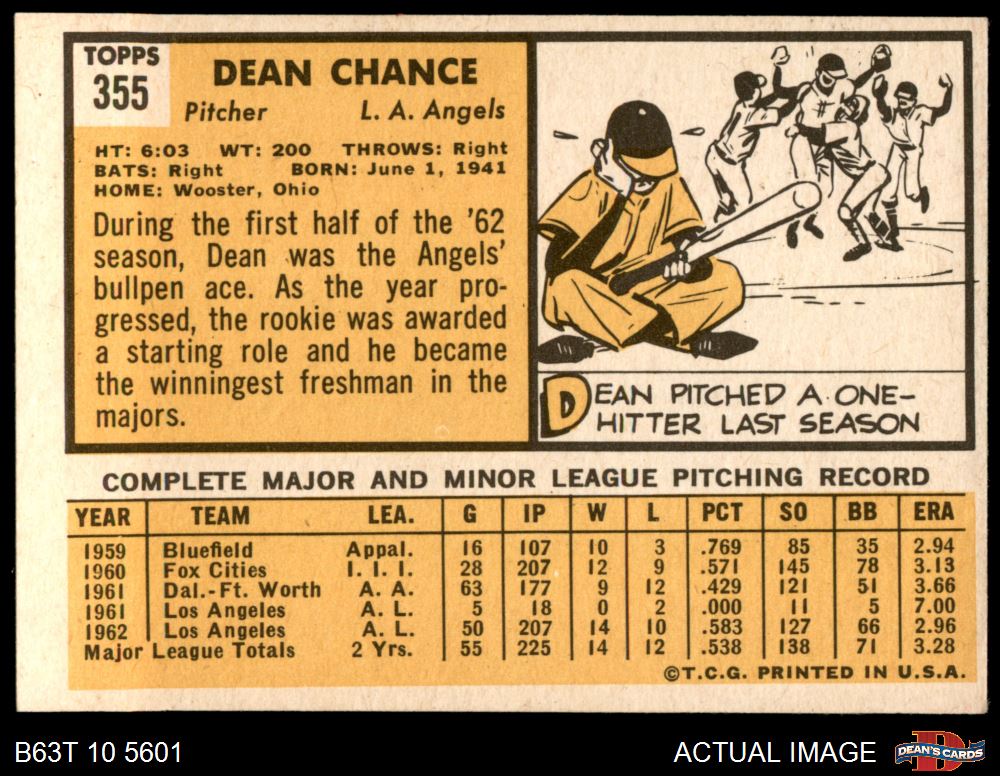 TOPPS
355
DEAN CHANCE
Pitcher L. A. Angels
HT: 6:03 WT: 200 THROWS: Right
BATS: Right BORN: June 1, 1941
HOME: Wooster, Ohio
During the first half of the '62
season, Dean was the Angels'
bullpen ace. As the year pro-
gressed, the rookie was awarded
a starting role and he became
the winningest freshman in the
majors.
DEAN PITCHED A ONE-
HITTER LAST SEASON
COMPLETE MAJOR AND MINOR LEAGUE PITCHING RECORD
YEAR TEAM LEA. G IP W L PCT SO BB ERA
1959 Bluefield Appal. 16 107 10 3 .769 85 35 2.94
1960 Fox Cities I. I. I. 28 207 12 9 .571 145 78 3.13
1961 Dal.-Ft. Worth A. A. 63 177 9 12 .429 121 51 3.66
1961 Los Angeles A. L. 5 18 0 2 .000 11 5 7.00
1962 Los Angeles A. L. 50 207 14 10 .583 127 66 2.96
Major League Totals 2 Yrs. 55 225 14 12 .538 138 71 3.28
©T.C.G. PRINTED IN U.S.A.
B63T 10 5601 ACTUAL IMAGE
D
DEAN'S CARDS